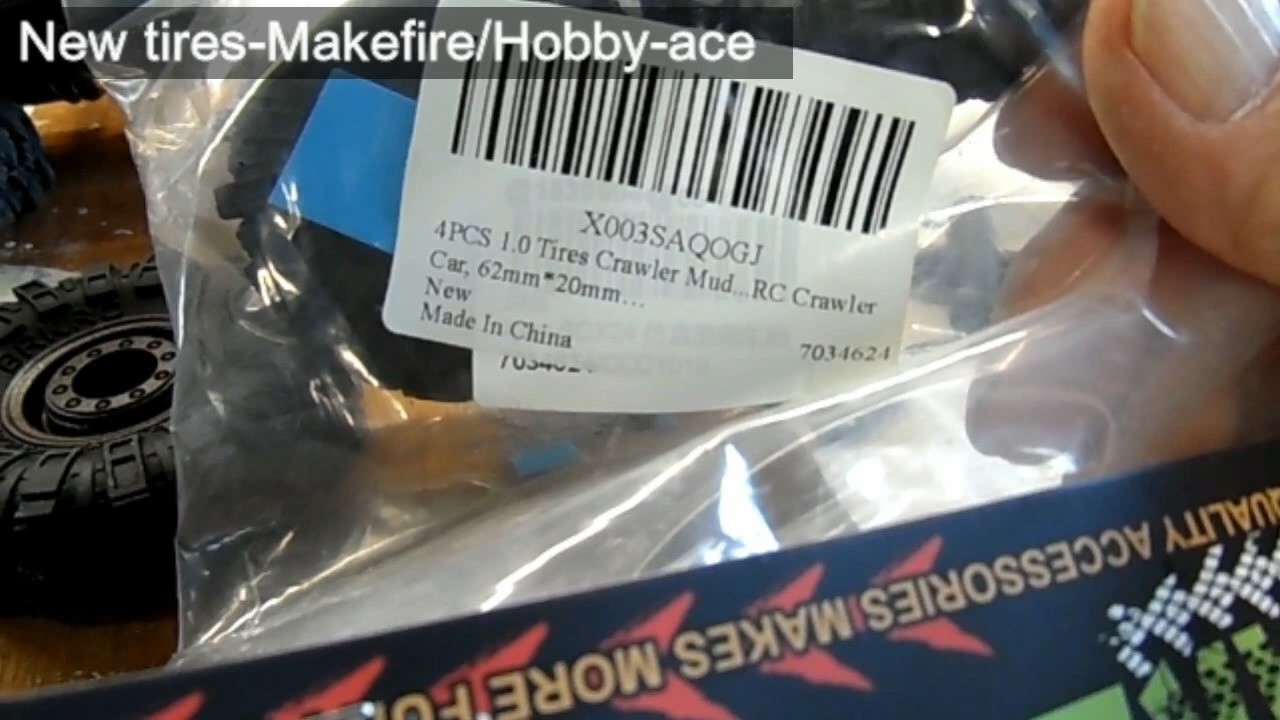 New tires-Makefire/Hobby-ace
X003SAQOGJ
4PCS 1.0 Tires Crawler Mud...RC Crawler
Car, 62mm*20mm...
New
Made In China
7034624
QUALITY ACCESSORIES MAKES MORE